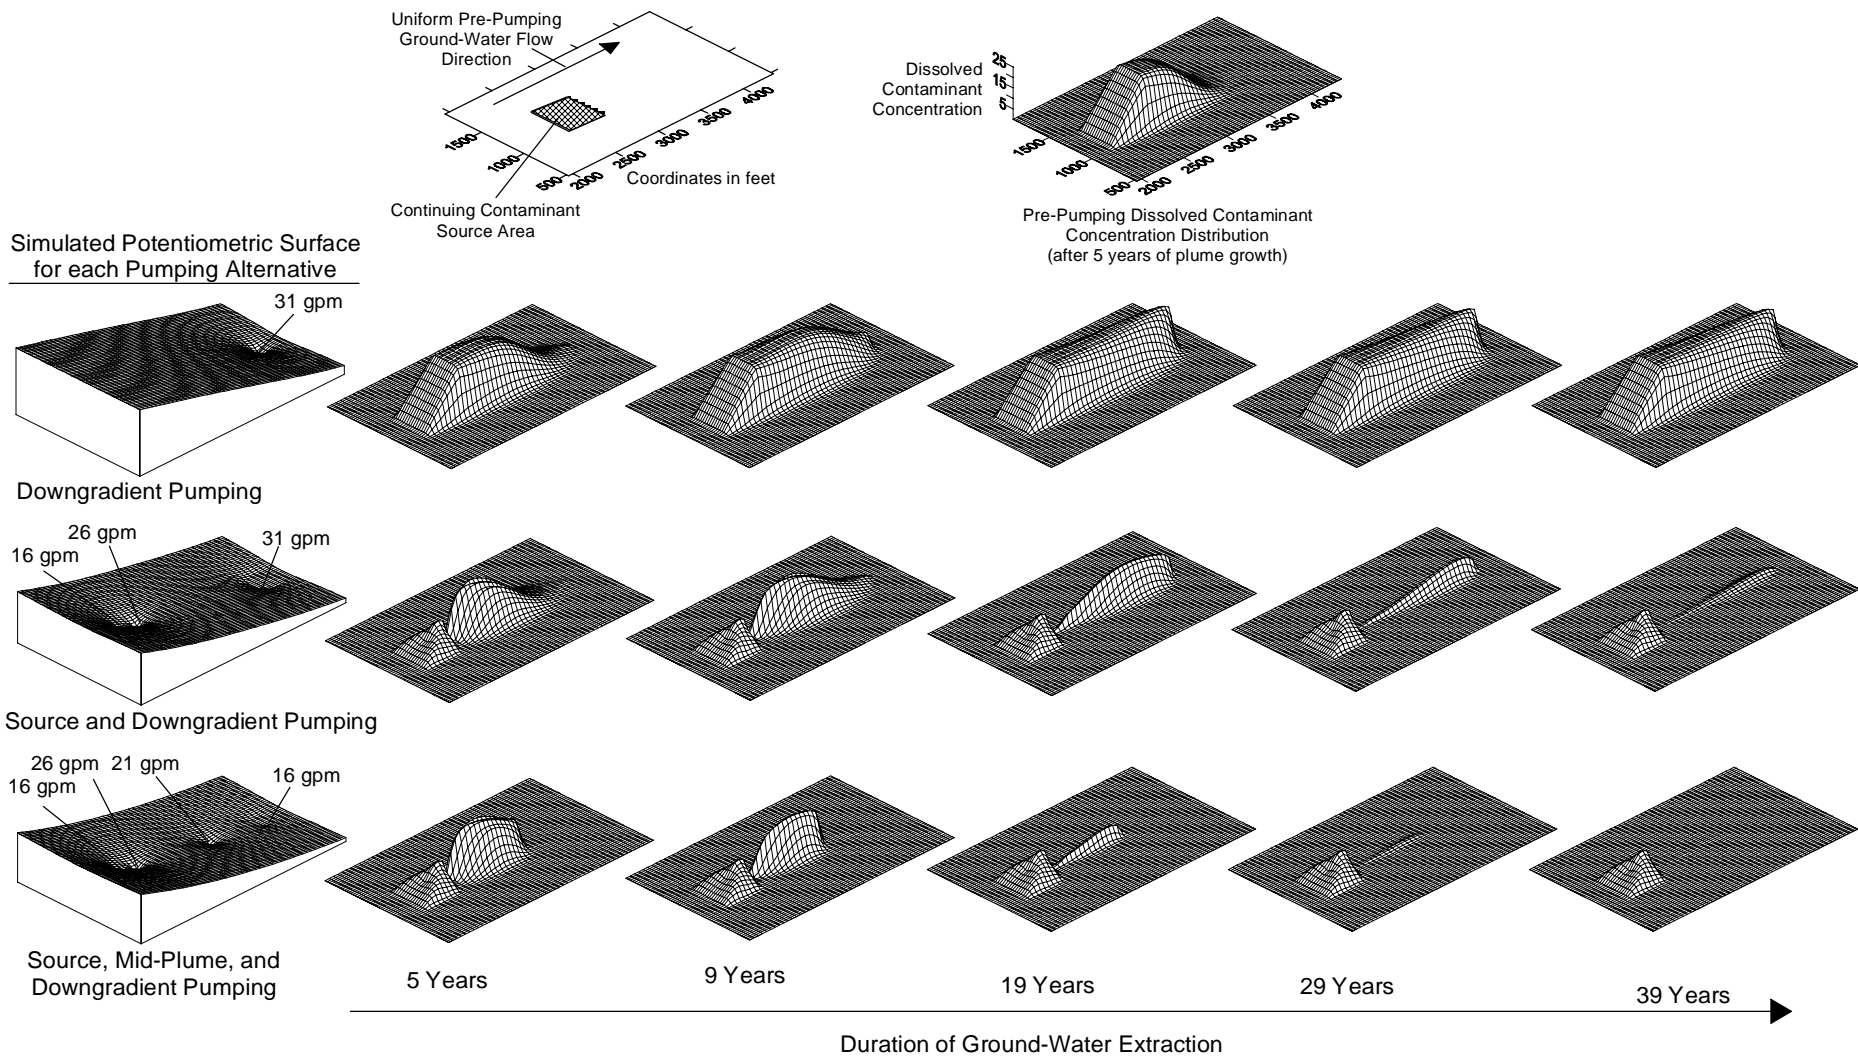 Uniform Pre-Pumping
Ground-Water Flow
Direction
1500
1000
500
2000
2500
3000
3500
4000
Coordinates in feet
Continuing Contaminant
Source Area
Dissolved
Contaminant
Concentration
25
15
5
1500
1000
500
2000
2500
3000
3500
4000
Pre-Pumping Dissolved Contaminant
Concentration Distribution
(after 5 years of plume growth)
Simulated Potentiometric Surface
for each Pumping Alternative
31 gpm
Downgradient Pumping
26 gpm
16 gpm
31 gpm
Source and Downgradient Pumping
26 gpm
21 gpm
16 gpm
16 gpm
Source, Mid-Plume, and
Downgradient Pumping
5 Years
9 Years
19 Years
29 Years
39 Years
Duration of Ground-Water Extraction